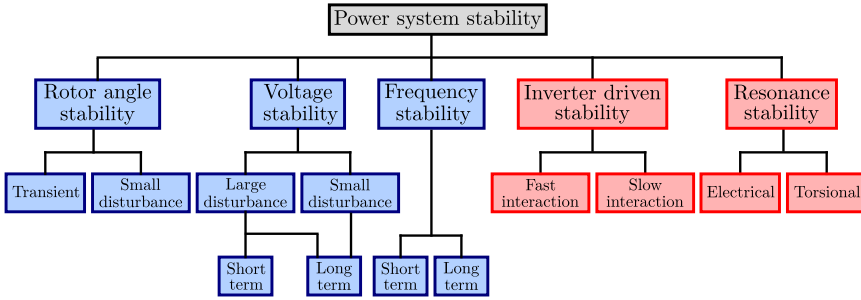 Power system stability
Rotor angle
stability
Voltage
stability
Frequency
stability
Inverter driven
stability
Resonance
stability
Transient
Small
disturbance
Large
disturbance
Small
disturbance
Fast
interaction
Slow
interaction
Electrical
Torsional
Short
term
Long
term
Short
term
Long
term